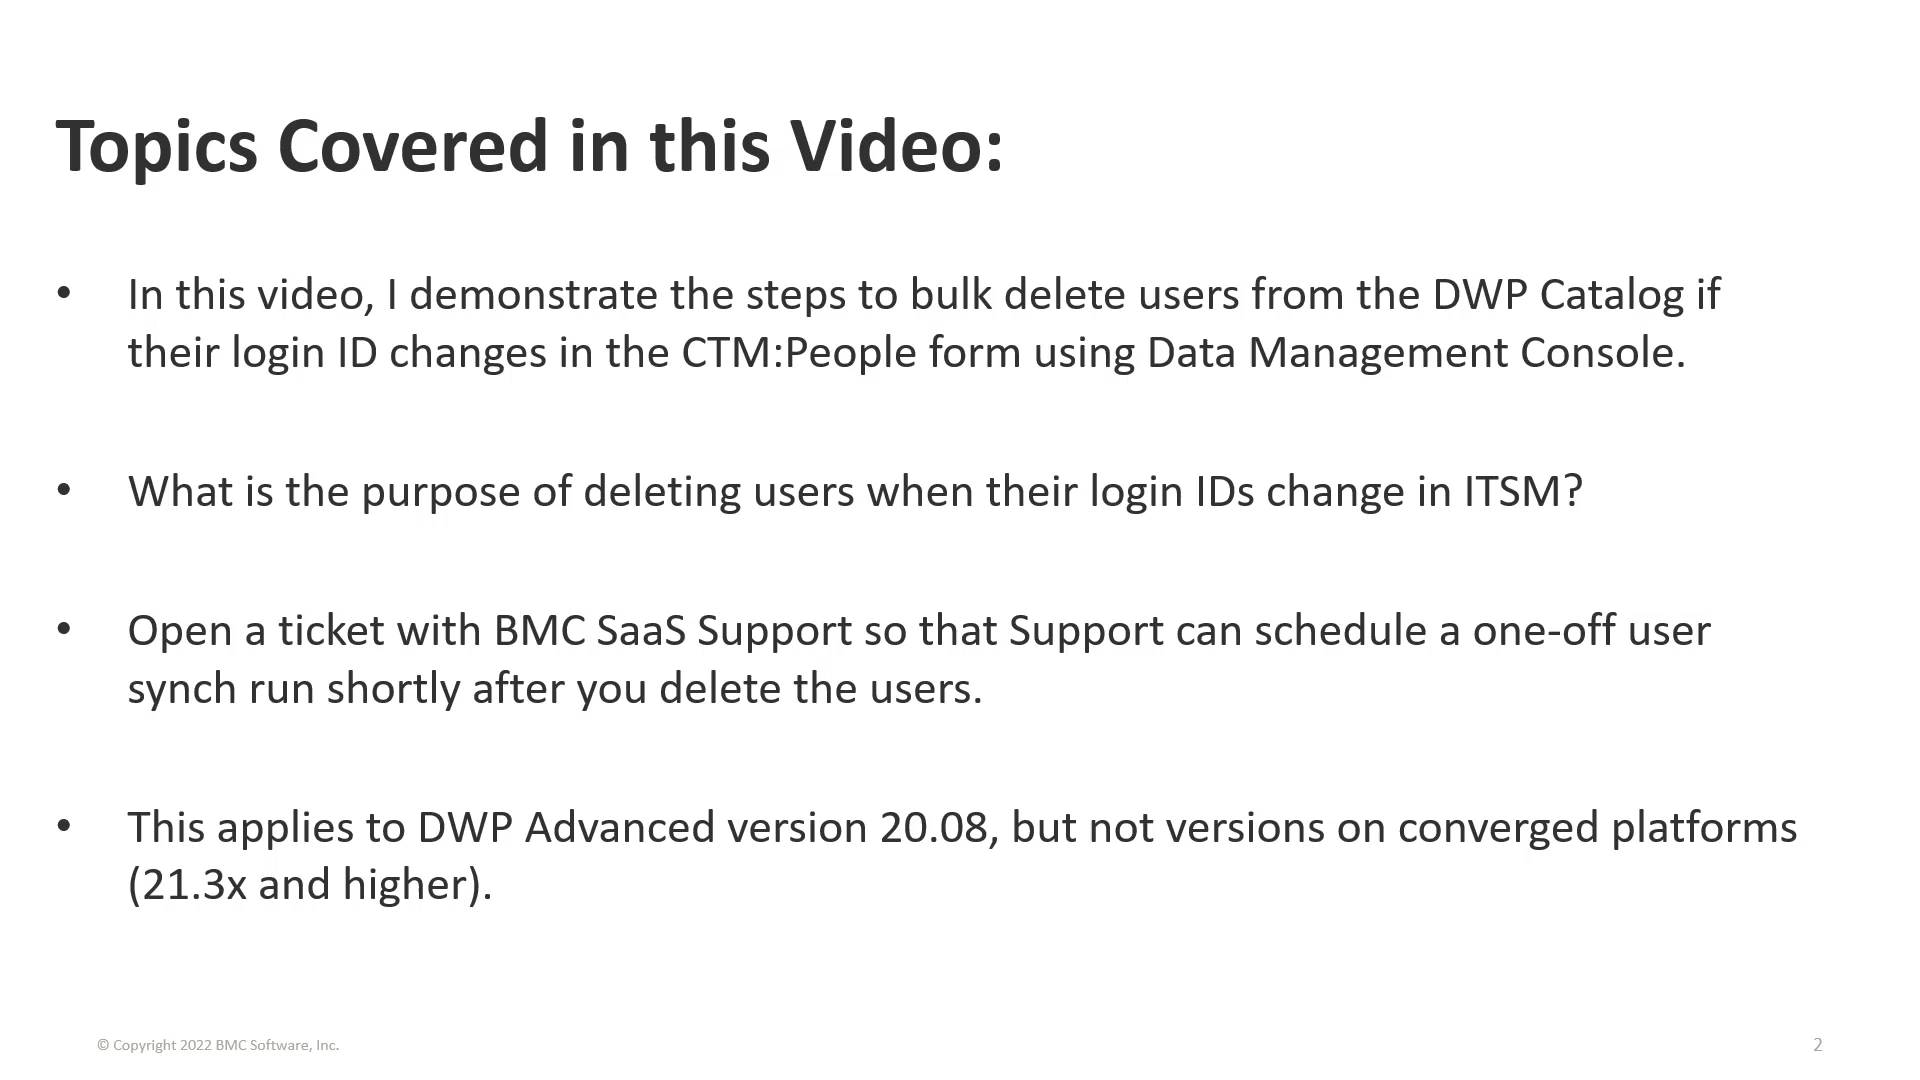 Topics Covered in this Video:
• In this video, I demonstrate the steps to bulk delete users from the DWP Catalog if
their login ID changes in the CTM:People form using Data Management Console.
• What is the purpose of deleting users when their login IDs change in ITSM?
• Open a ticket with BMC SaaS Support so that Support can schedule a one-off user
synch run shortly after you delete the users.
• This applies to DWP Advanced version 20.08, but not versions on converged platforms
(21.3x and higher).
© Copyright 2022 BMC Software, Inc.
2